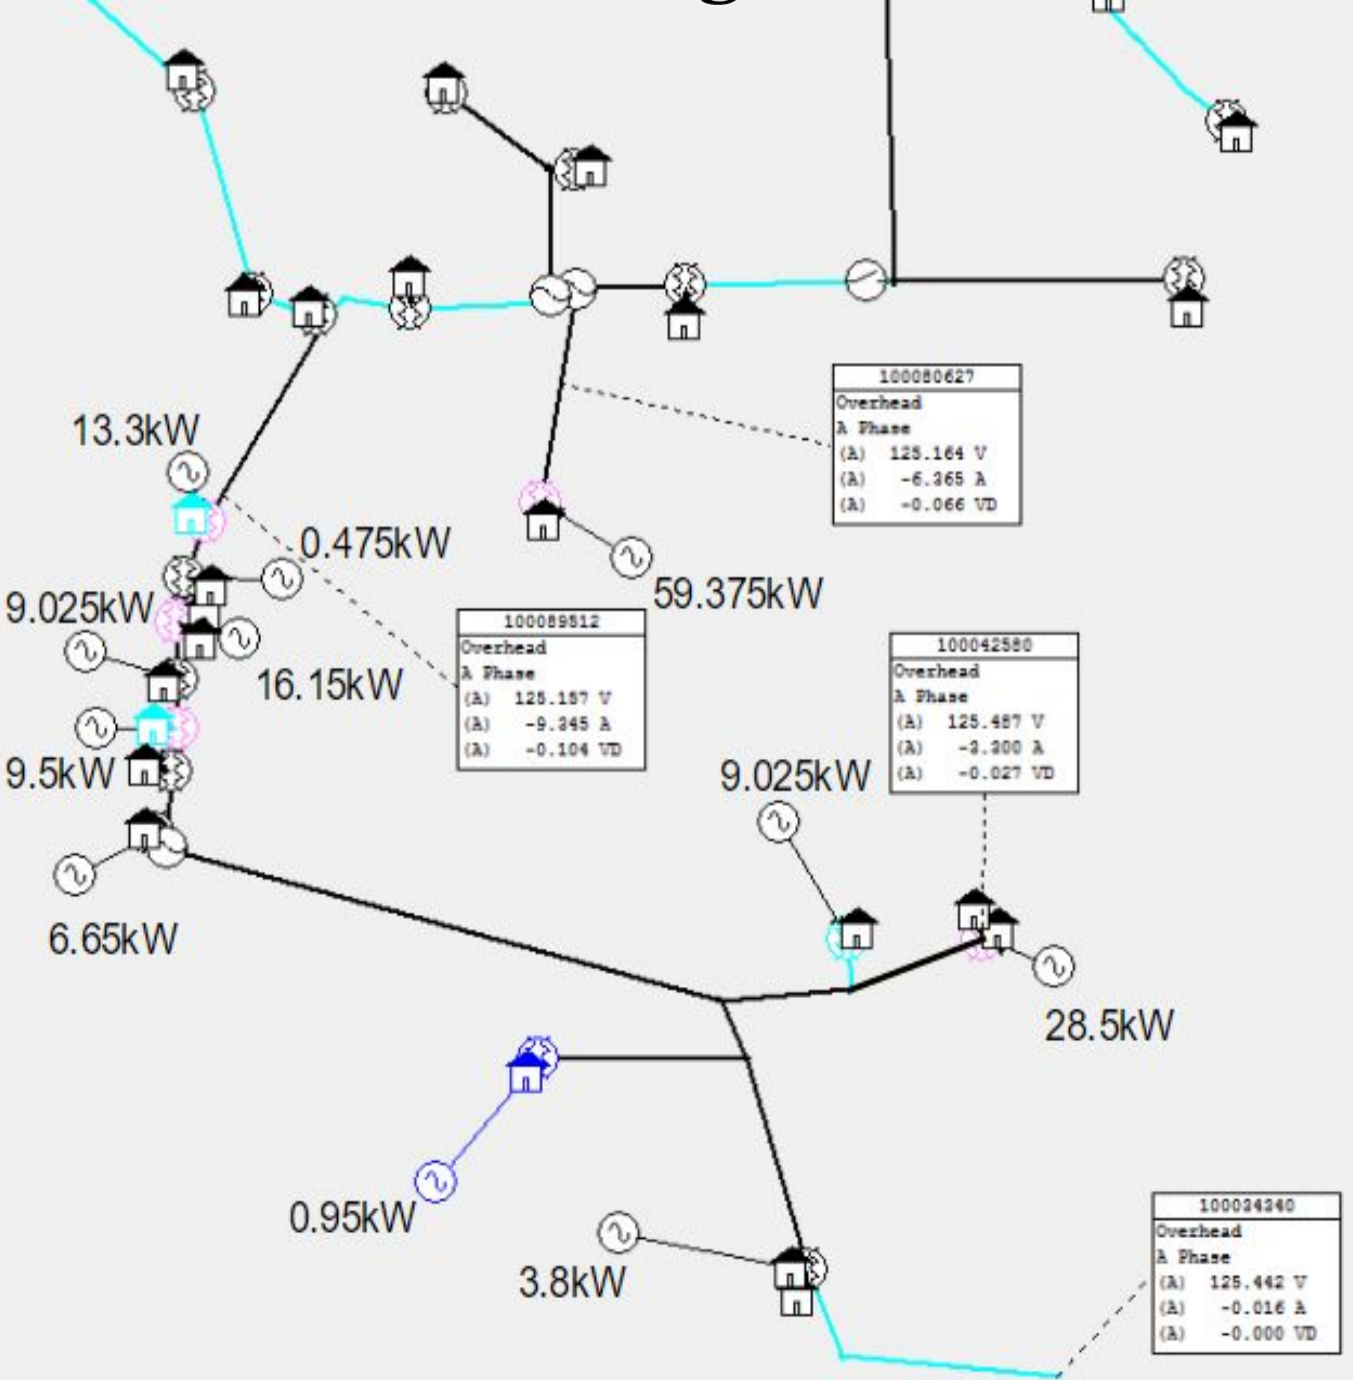 g
100080627
Overhead
A Phase
(A) 125.164 V
(A) -6.365 A
(A) -0.066 VD
13.3kW
0.475kW
59.375kW
9.025kW
100089512
Overhead
A Phase
(A) 125.157 V
(A) -9.345 A
(A) -0.104 VD
100042580
Overhead
A Phase
(A) 125.487 V
(A) -3.300 A
(A) -0.027 VD
16.15kW
9.5kW
9.025kW
6.65kW
28.5kW
0.95kW
3.8kW
100034340
Overhead
A Phase
(A) 125.442 V
(A) -0.016 A
(A) -0.000 VD